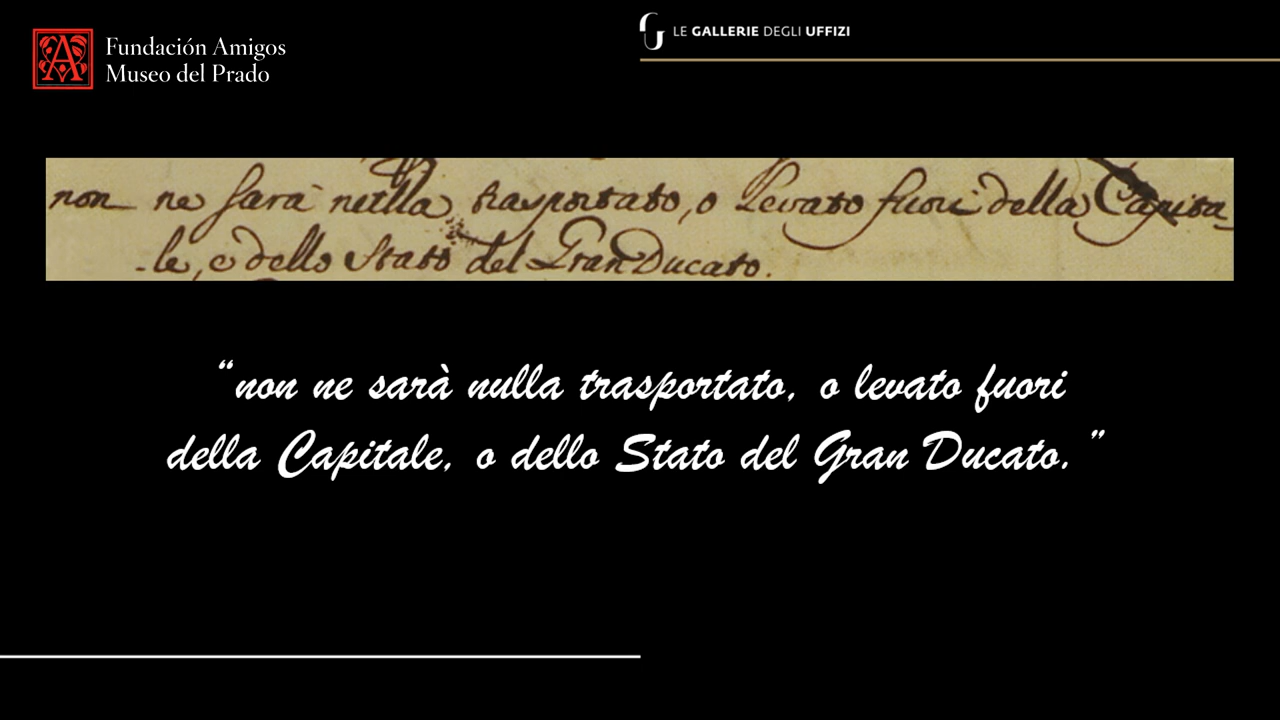 Fundación Amigos
Museo del Prado
LE GALLERIE DEGLI UFFIZI
non ne sarà nulla trasportato, o levato fuori della Capita
le, e dello Stato del Gran Ducato.
“non ne sarà nulla trasportato, o levato fuori
della Capitale, o dello Stato del Gran Ducato.”